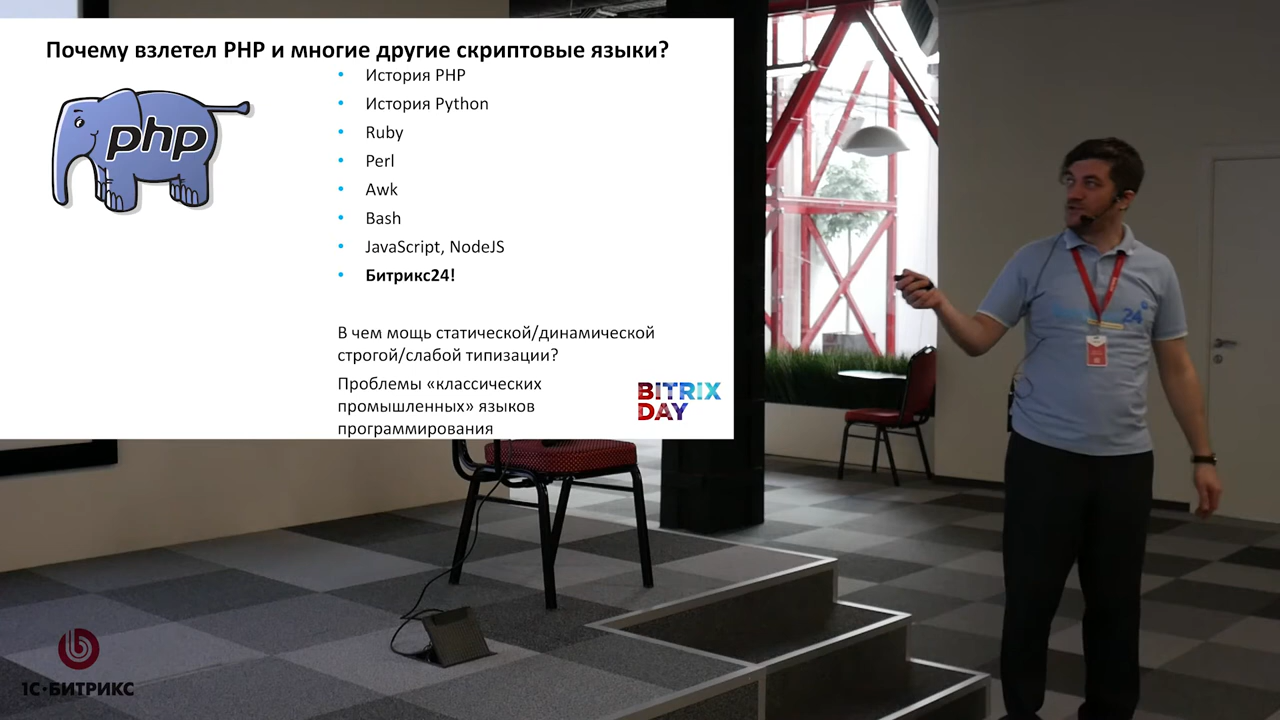 Почему взлетел PHP и многие другие скриптовые языки?
php
• История PHP
• История Python
• Ruby
• Perl
• Awk
• Bash
• JavaScript, NodeJS
• Битрикс24!
В чем мощь статической/динамической
строгой/слабой типизации?
Проблемы «классических
промышленных» языков
программирования
BITRIX
DAY
24
1С-БИТРИКС